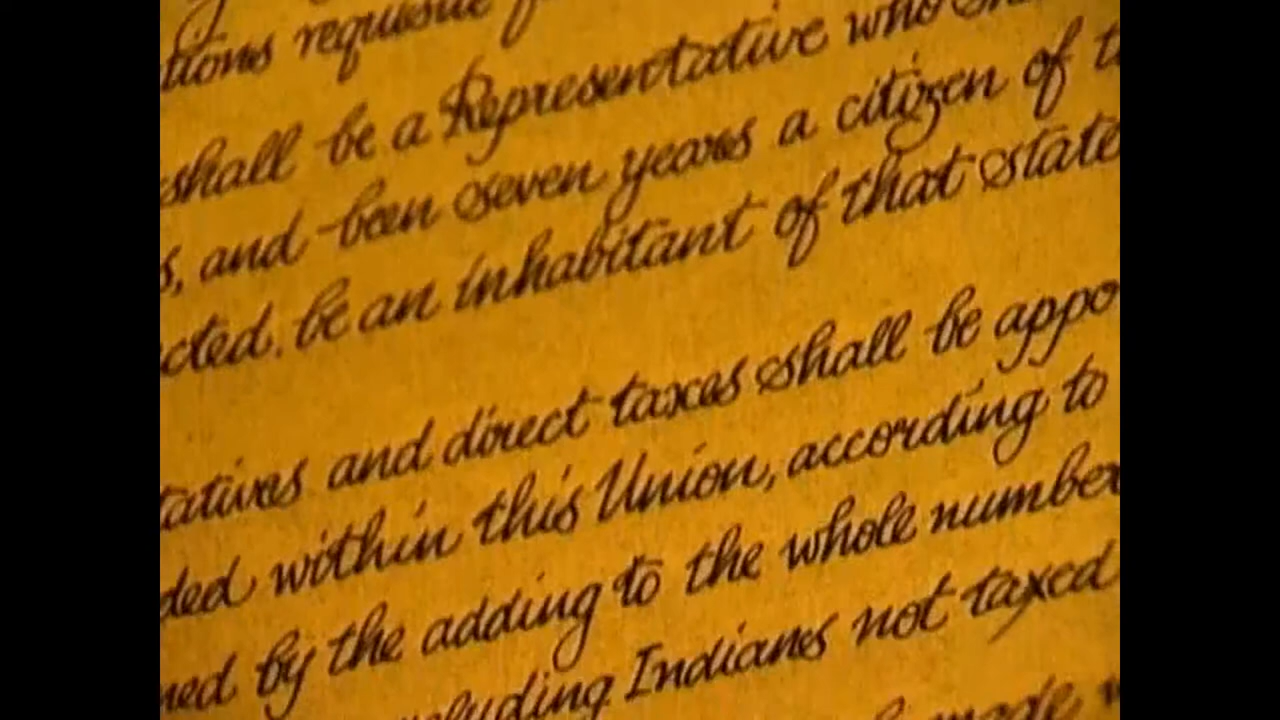 tions requisite
shall be a Representative who
s, and been seven years a citizen of t
cted. be an inhabitant of that state
tatives and direct taxes shall be appo
ded within this Union, according to
ned by the adding to the whole number
cluding Indians not taxed
made